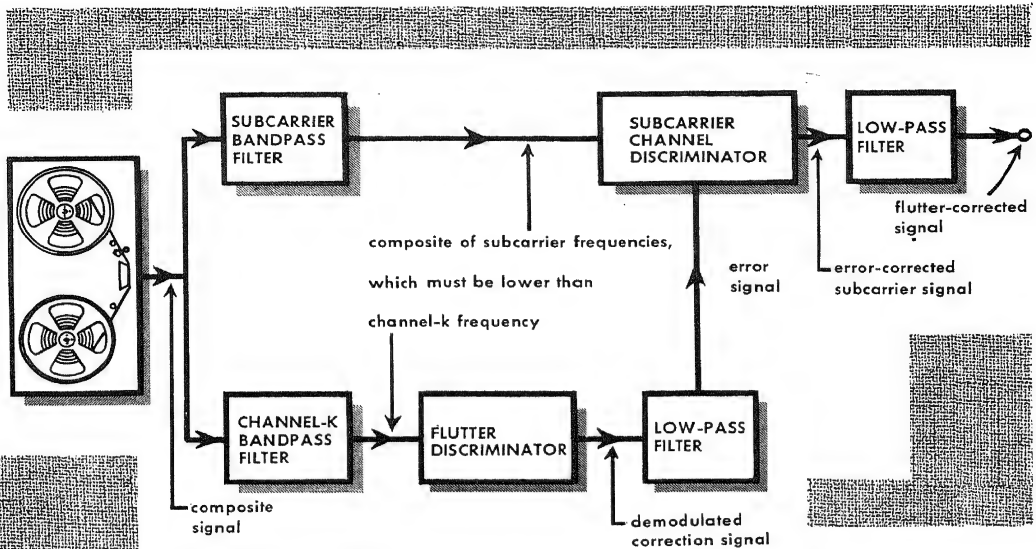 SUBCARRIER
BANDPASS
FILTER
SUBCARRIER
CHANNEL
DISCRIMINATOR
LOW-PASS
FILTER
flutter-corrected
signal
composite of subcarrier frequencies,
which must be lower than
channel-k frequency
error
signal
error-corrected
subcarrier signal
CHANNEL-K
BANDPASS
FILTER
FLUTTER
DISCRIMINATOR
LOW-PASS
FILTER
composite
signal
demodulated
correction signal